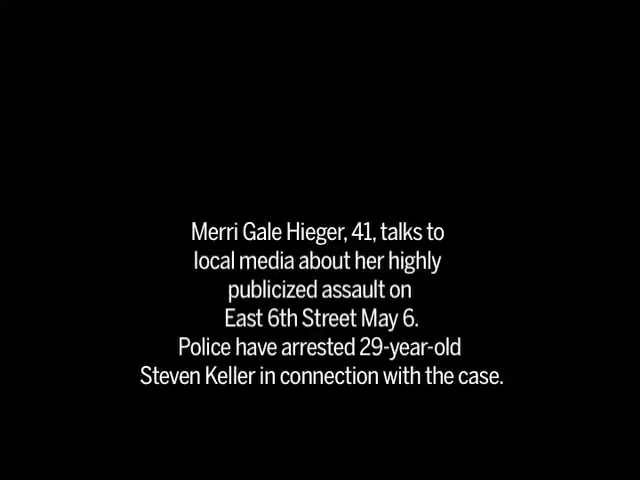 Merri Gale Hieger, 41, talks to
local media about her highly
publicized assault on
East 6th Street May 6.
Police have arrested 29-year-old
Steven Keller in connection with the case.